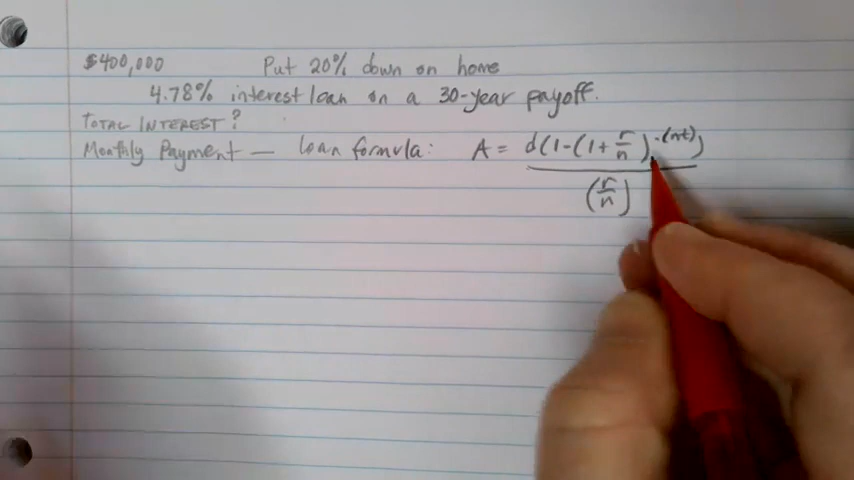 $400,000 Put 20% down on home
4.78% interest loan on a 30-year payoff.
TOTAL INTEREST?
Monthly Payment — loan formula: A = d(1-(1+r/n)^-(nt)) / (r/n)